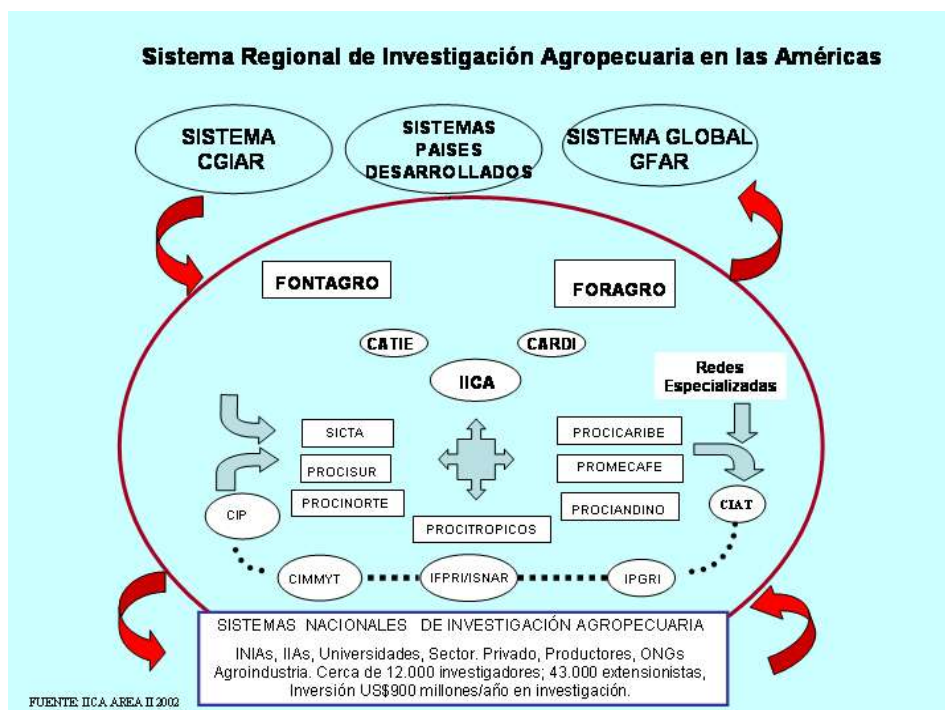 Sistema Regional de Investigación Agropecuaria en las Américas
SISTEMA
CGIAR
SISTEMAS
PAISES
DESARROLLADOS
SISTEMA GLOBAL
GFAR
FONTAGRO
FORAGRO
CATIE
CARDI
IICA
Redes
Especializadas
SICTA
PROCICARIBE
PROCISUR
PROMECAFE
PROCINORTE
PROCIANDINO
CIAT
CIP
PROCITROPICOS
CIMMYT
IFPRI/ISNAR
IPGRI
SISTEMAS NACIONALES DE INVESTIGACIÓN AGROPECUARIA
INIAs, IIAs, Universidades, Sector. Privado, Productores, ONGs
Agroindustria. Cerca de 12.000 investigadores; 43.000 extensionistas,
Inversión US$900 millones/año en investigación.
FUENTE: IICA AREA II 2002